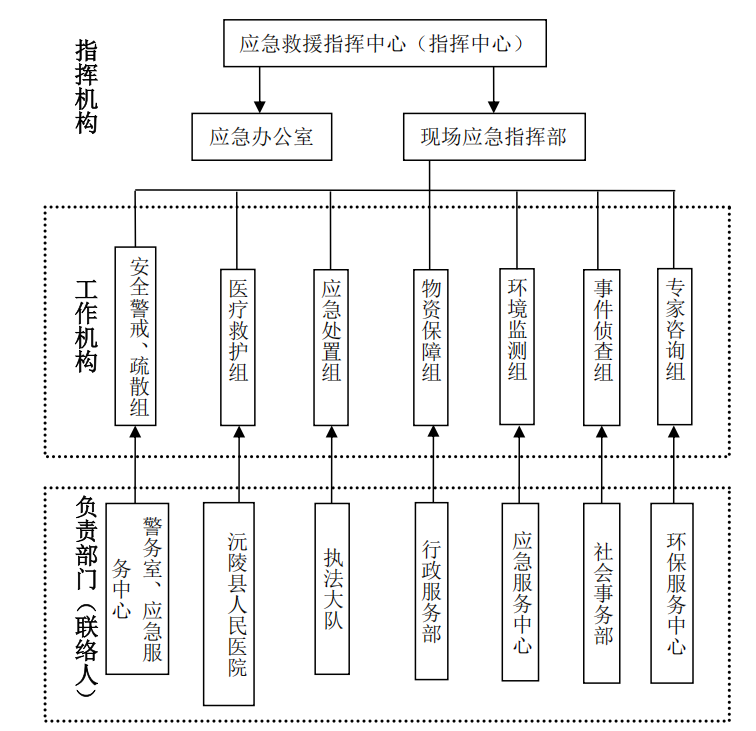 指挥机构
应急救援指挥中心（指挥中心）
应急办公室
现场应急指挥部
工作机构
安全警戒、疏散组
医疗救护组
应急处置组
物资保障组
环境监测组
事件侦查组
专家咨询组
负责部门（联络人）
警务室、应急服
务中心
沅陵县人民医院
执法大队
行政服务部
应急服务中心
社会事务部
环保服务中心